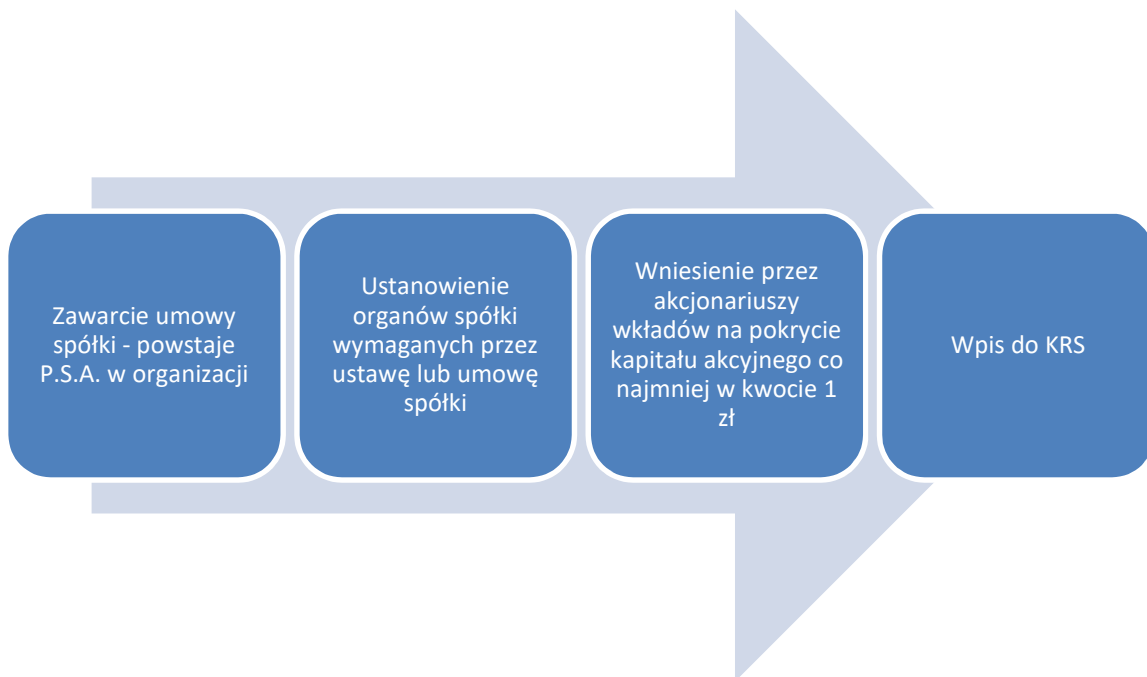 Zawarcie umowy
spółki - powstaje
P.S.A. w organizacji
Ustanowienie
organów spółki
wymaganych przez
ustawę lub umowę
spółki
Wniesienie przez
akcjonariuszy
wkładów na pokrycie
kapitału akcyjnego co
najmniej w kwocie 1
zł
Wpis do KRS